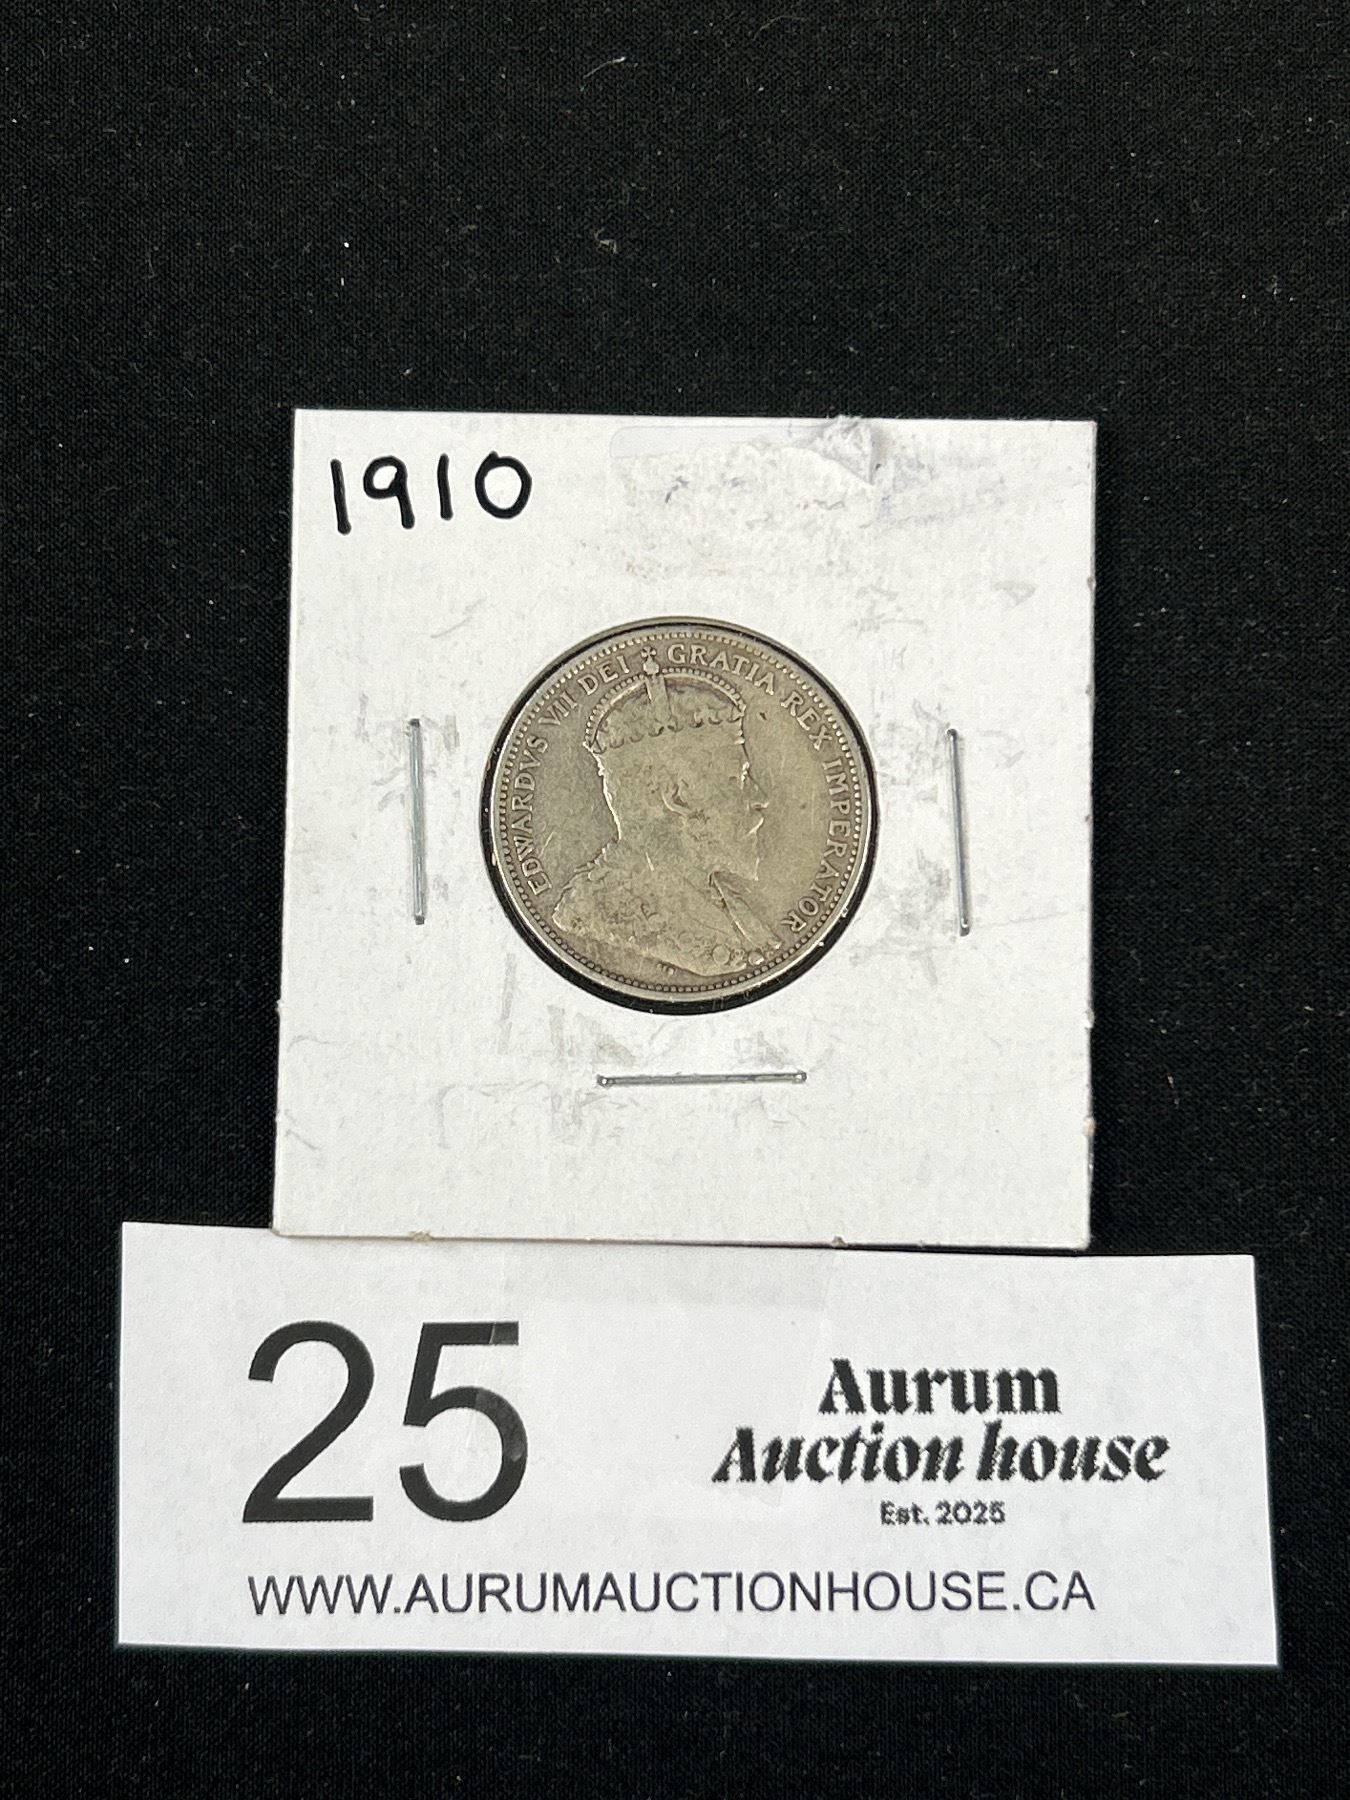 1910
EDWARDVS VII DEI GRATIA REX IMPERATOR
25
Aurum
Auction house
Est. 2025
WWW.AURUMAUCTIONHOUSE.CA